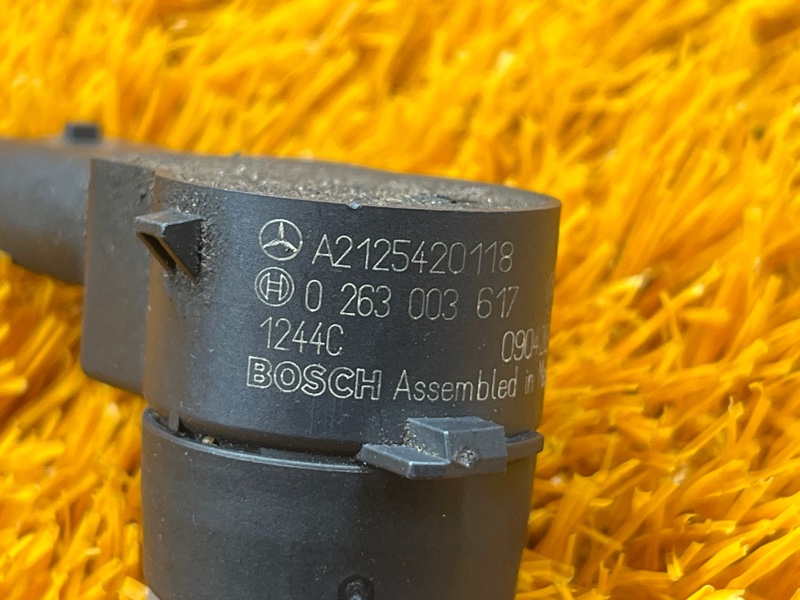 A2125420118
H 0 263 003 617
1244C
BOSCH Assembled in